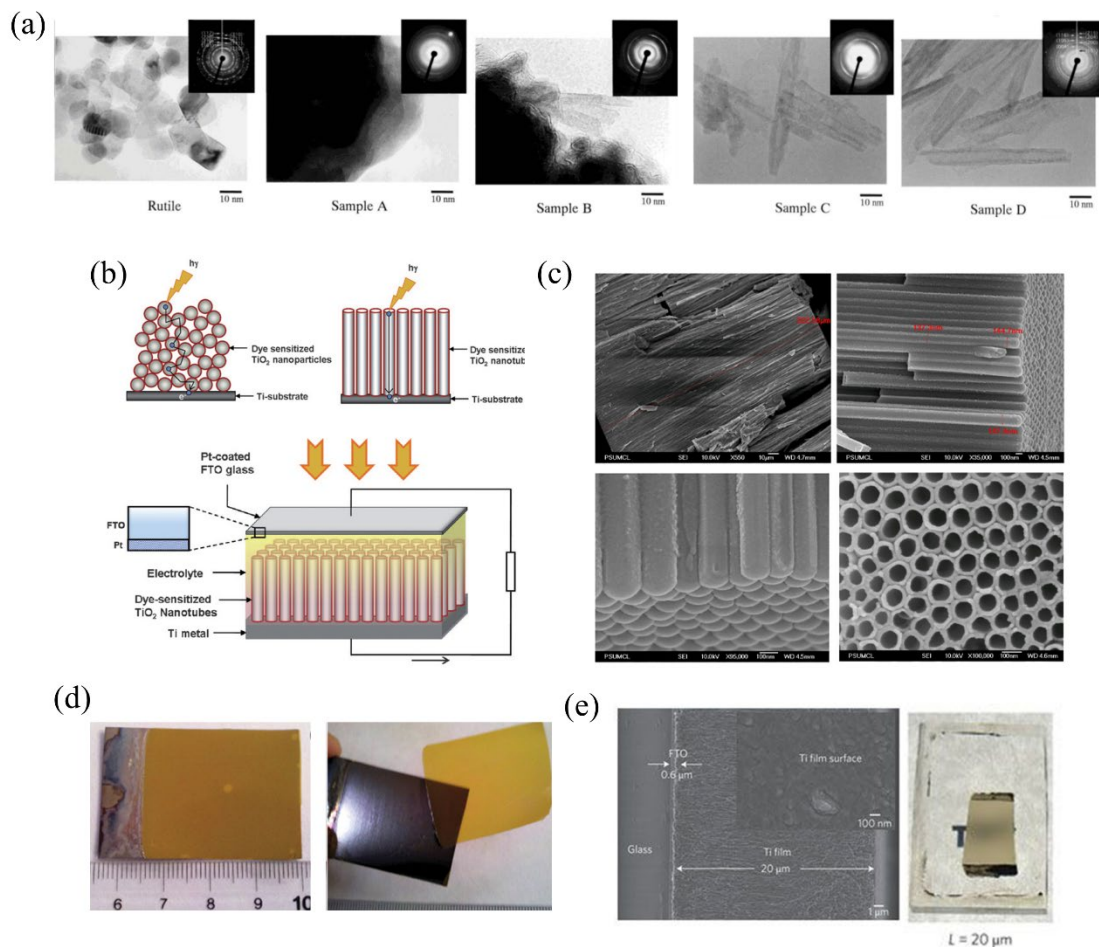 (a)
10 nm
10 nm
10 nm
10 nm
10 nm
Rutile
Sample A
Sample B
Sample C
Sample D
(b)
hγ
hγ
Dye sensitized
TiO₂ nanoparticles
Dye sensitize
TiO₂ nanotub
Ti-substrate
Ti-substrate
e⁻
e⁻
Pt-coated
FTO glass
FTO
Pt
Electrolyte
Dye-sensitized
TiO₂ Nanotubes
Ti metal
(c)
PSUMCL SEI 10.0kV X550 10µm WD 4.7mm
PSUMCL SEI 10.0kV X35,000 100nm WD 4.5mm
PSUMCL SEI 10.0kV X95,000 100nm WD 4.5mm
PSUMCL SEI 10.0kV X100,000 100nm WD 4.6mm
(d)
6 7 8 9 10
(e)
FTO
0.6 µm
Ti film surface
100 nm
Glass
Ti film
20 µm
1 µm
T
L = 20 µm